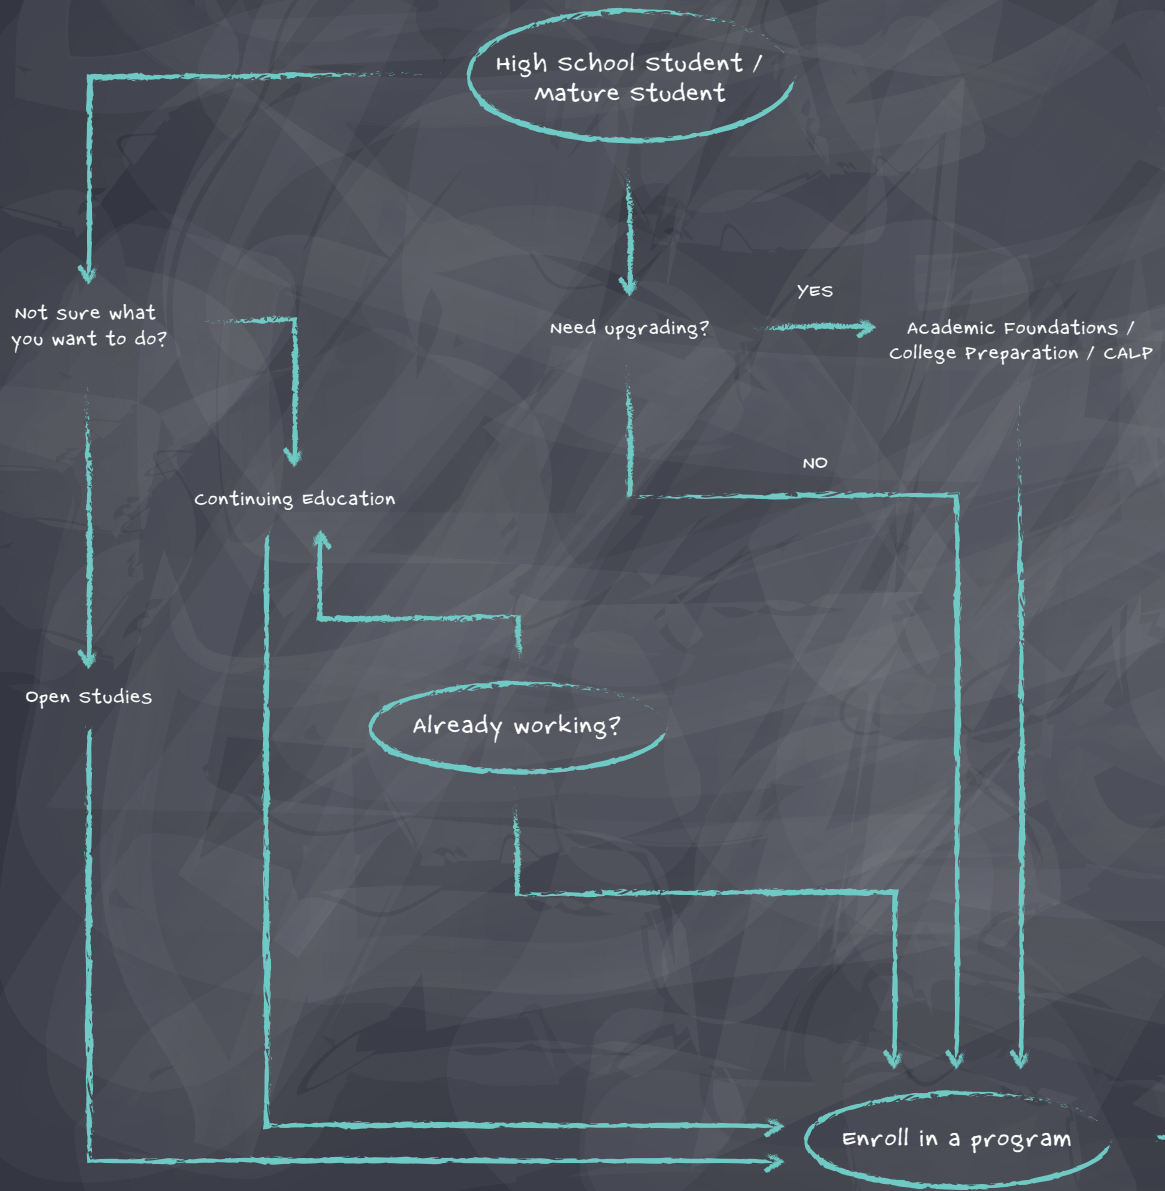 High School Student /
Mature Student
YES
Not sure what
you want to do?
Need upgrading?
Academic Foundations /
College Preparation / CALP
NO
Continuing Education
Open Studies
Already working?
Enroll in a program